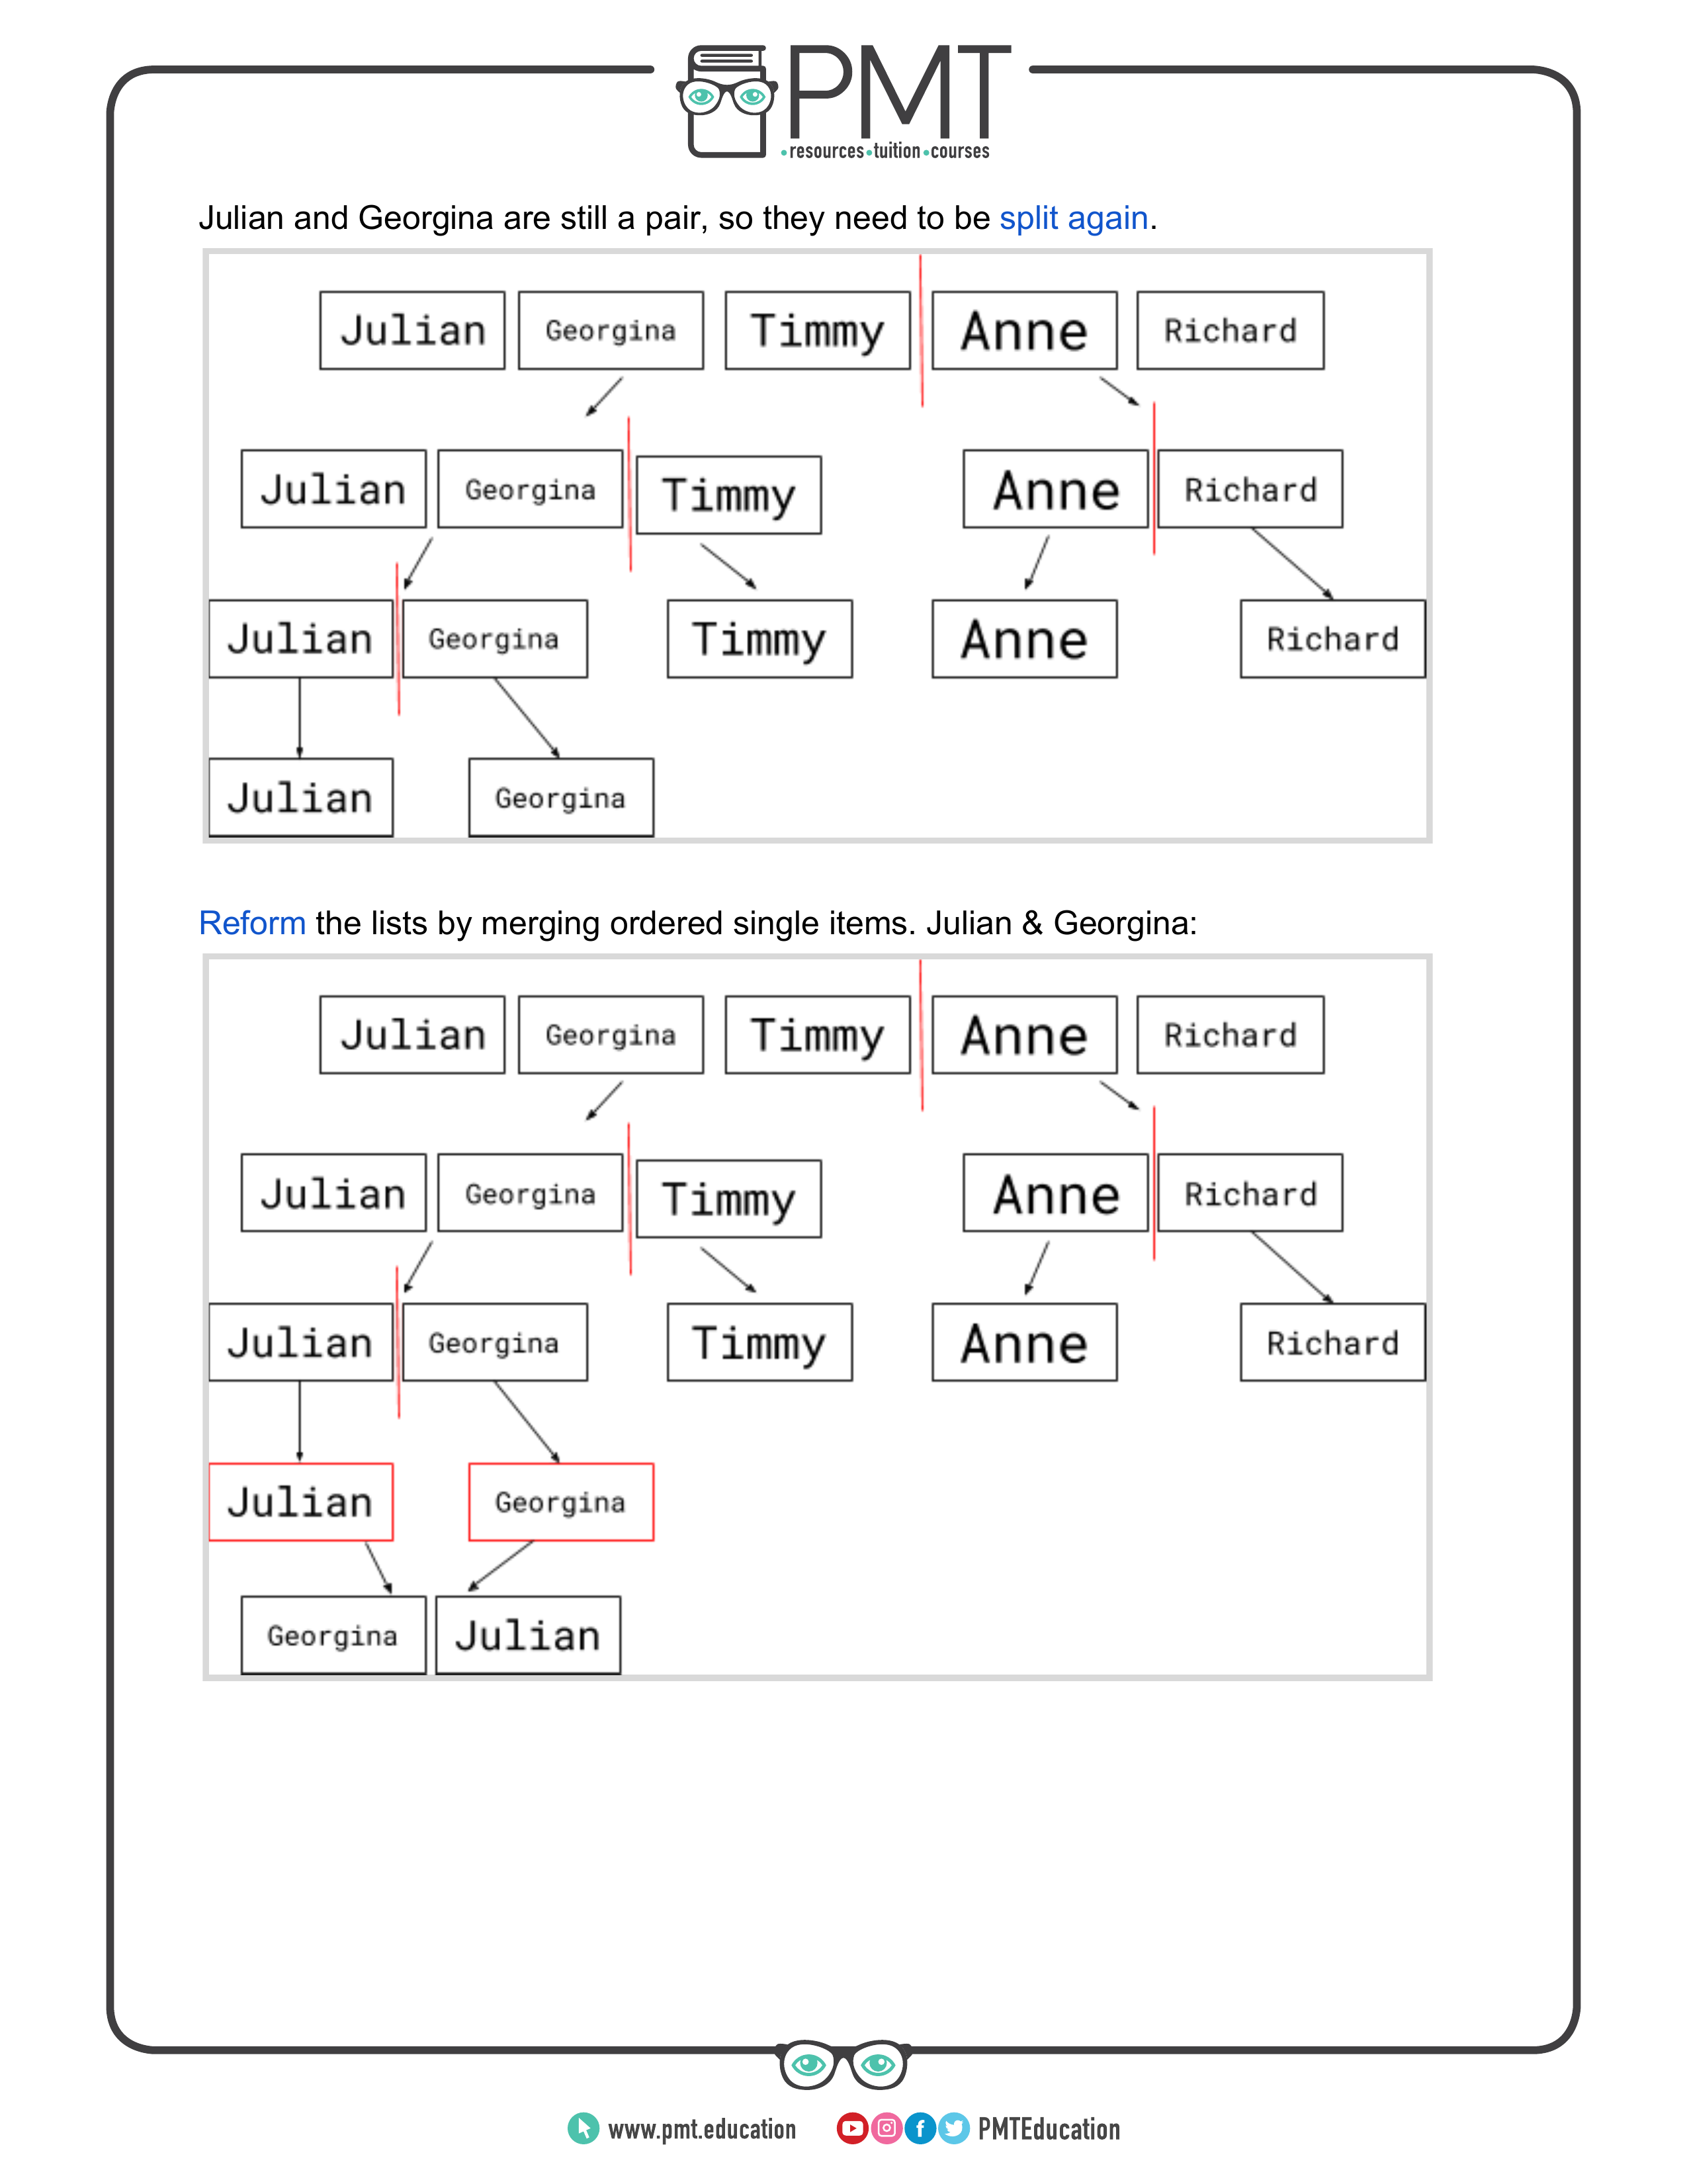 PMT
•resources•tuition•courses
Julian and Georgina are still a pair, so they need to be split again.
Julian Georgina Timmy Anne Richard
Julian Georgina Timmy Anne Richard
Julian Georgina Timmy Anne Richard
Julian Georgina
Reform the lists by merging ordered single items. Julian & Georgina:
Julian Georgina Timmy Anne Richard
Julian Georgina Timmy Anne Richard
Julian Georgina Timmy Anne Richard
Julian Georgina
Georgina Julian
www.pmt.education PMTEducation